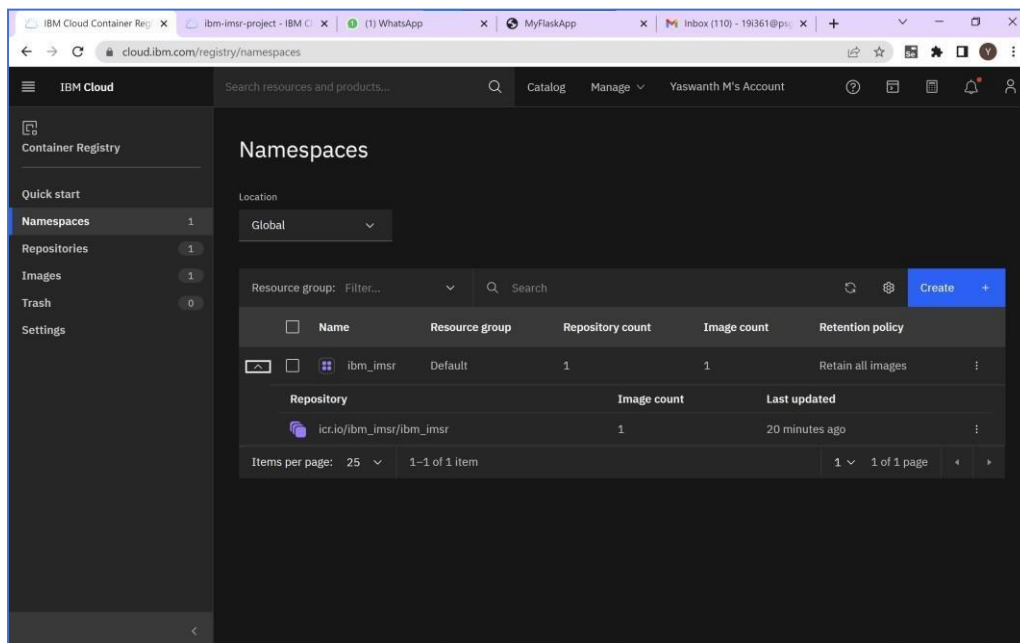 IBM Cloud Container Reg
ibm-imsr-project - IBM Cl
(1) WhatsApp
MyFlaskApp
Inbox (110) - 19i361@psg
cloud.ibm.com/registry/namespaces
Se
Y
IBM Cloud
Search resources and products...
Catalog
Manage
Yaswanth M's Account
Container Registry
Quick start
Namespaces 1
Repositories 1
Images 1
Trash 0
Settings
Namespaces
Location
Global
Resource group: Filter...
Search
Create +
Name Resource group Repository count Image count Retention policy
ibm_imsr Default 1 1 Retain all images
Repository Image count Last updated
icr.io/ibm_imsr/ibm_imsr 1 20 minutes ago
Items per page: 25 1–1 of 1 item 1 1 of 1 page